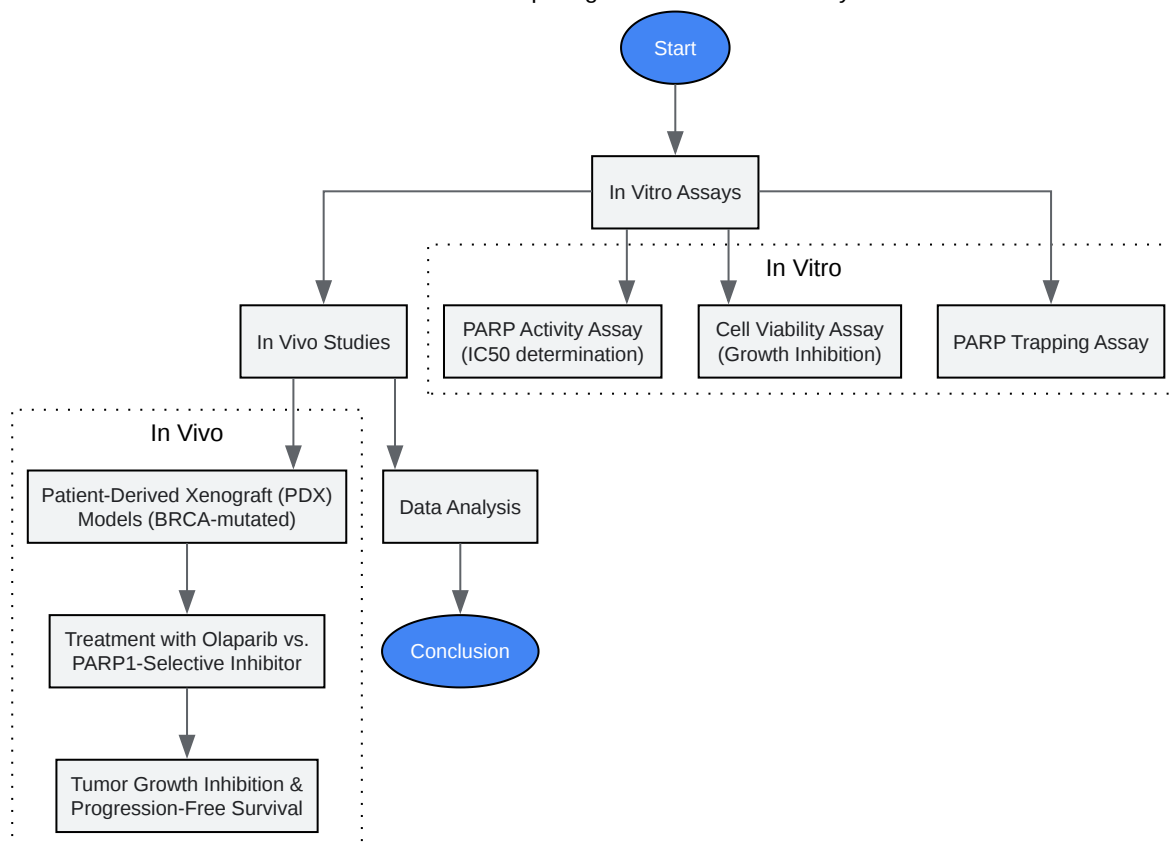 Start
In Vitro Assays
In Vitro
In Vivo Studies
PARP Activity Assay
(IC50 determination)
Cell Viability Assay
(Growth Inhibition)
PARP Trapping Assay
In Vivo
Patient-Derived Xenograft (PDX)
Models (BRCA-mutated)
Data Analysis
Treatment with Olaparib vs.
PARP1-Selective Inhibitor
Conclusion
Tumor Growth Inhibition &
Progression-Free Survival